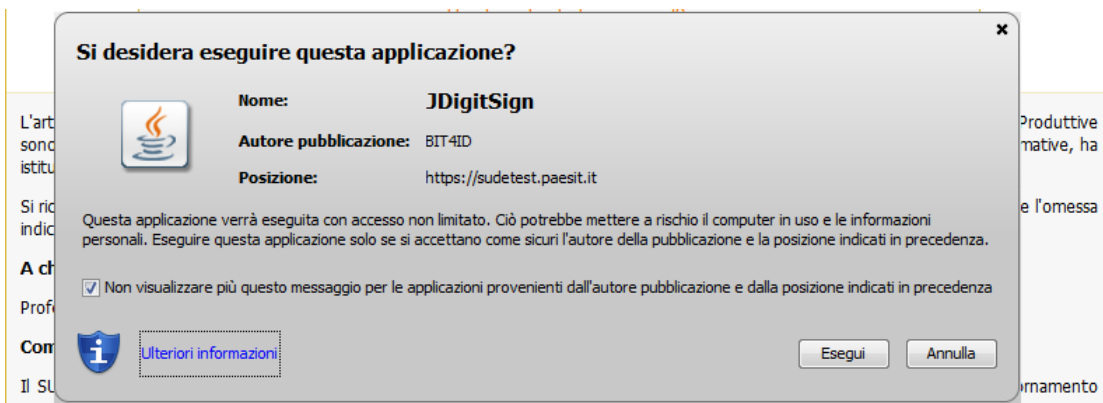 Si desidera eseguire questa applicazione?
Nome: JDigitSign
Autore pubblicazione: BIT4ID
Posizione: https://sudetest.paesit.it
Questa applicazione verrà eseguita con accesso non limitato. Ciò potrebbe mettere a rischio il computer in uso e le informazioni
personali. Eseguire questa applicazione solo se si accettano come sicuri l'autore della pubblicazione e la posizione indicati in precedenza.
Non visualizzare più questo messaggio per le applicazioni provenienti dall'autore pubblicazione e dalla posizione indicati in precedenza
Ulteriori informazioni
Esegui Annulla
L'art
Produttive
sono
mative, ha
istitu
Si ric
e l'omessa
indic
A ch
Profe
Com
Il SU
ornamento